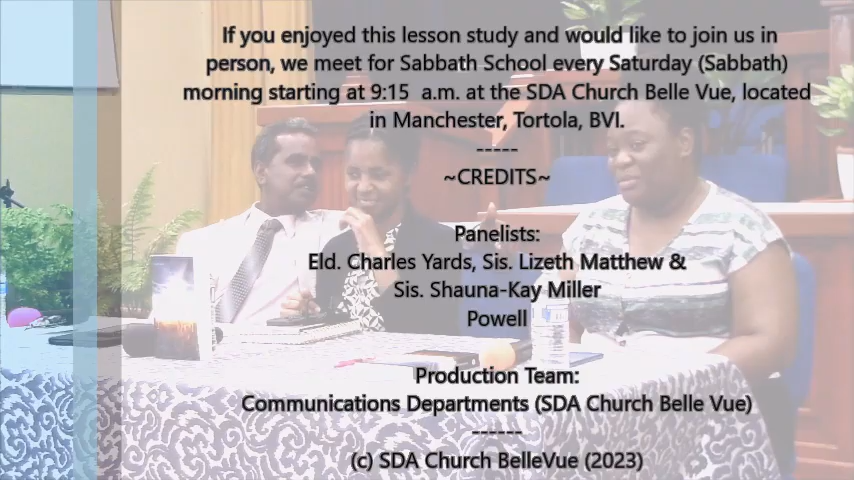 If you enjoyed this lesson study and would like to join us in
person, we meet for Sabbath School every Saturday (Sabbath)
morning starting at 9:15 a.m. at the SDA Church Belle Vue, located
in Manchester, Tortola, BVI.
-----
~CREDITS~
Panelists:
Eld. Charles Yards, Sis. Lizeth Matthew &
Sis. Shauna-Kay Miller
Powell
Production Team:
Communications Departments (SDA Church Belle Vue)
------
(c) SDA Church BelleVue (2023)